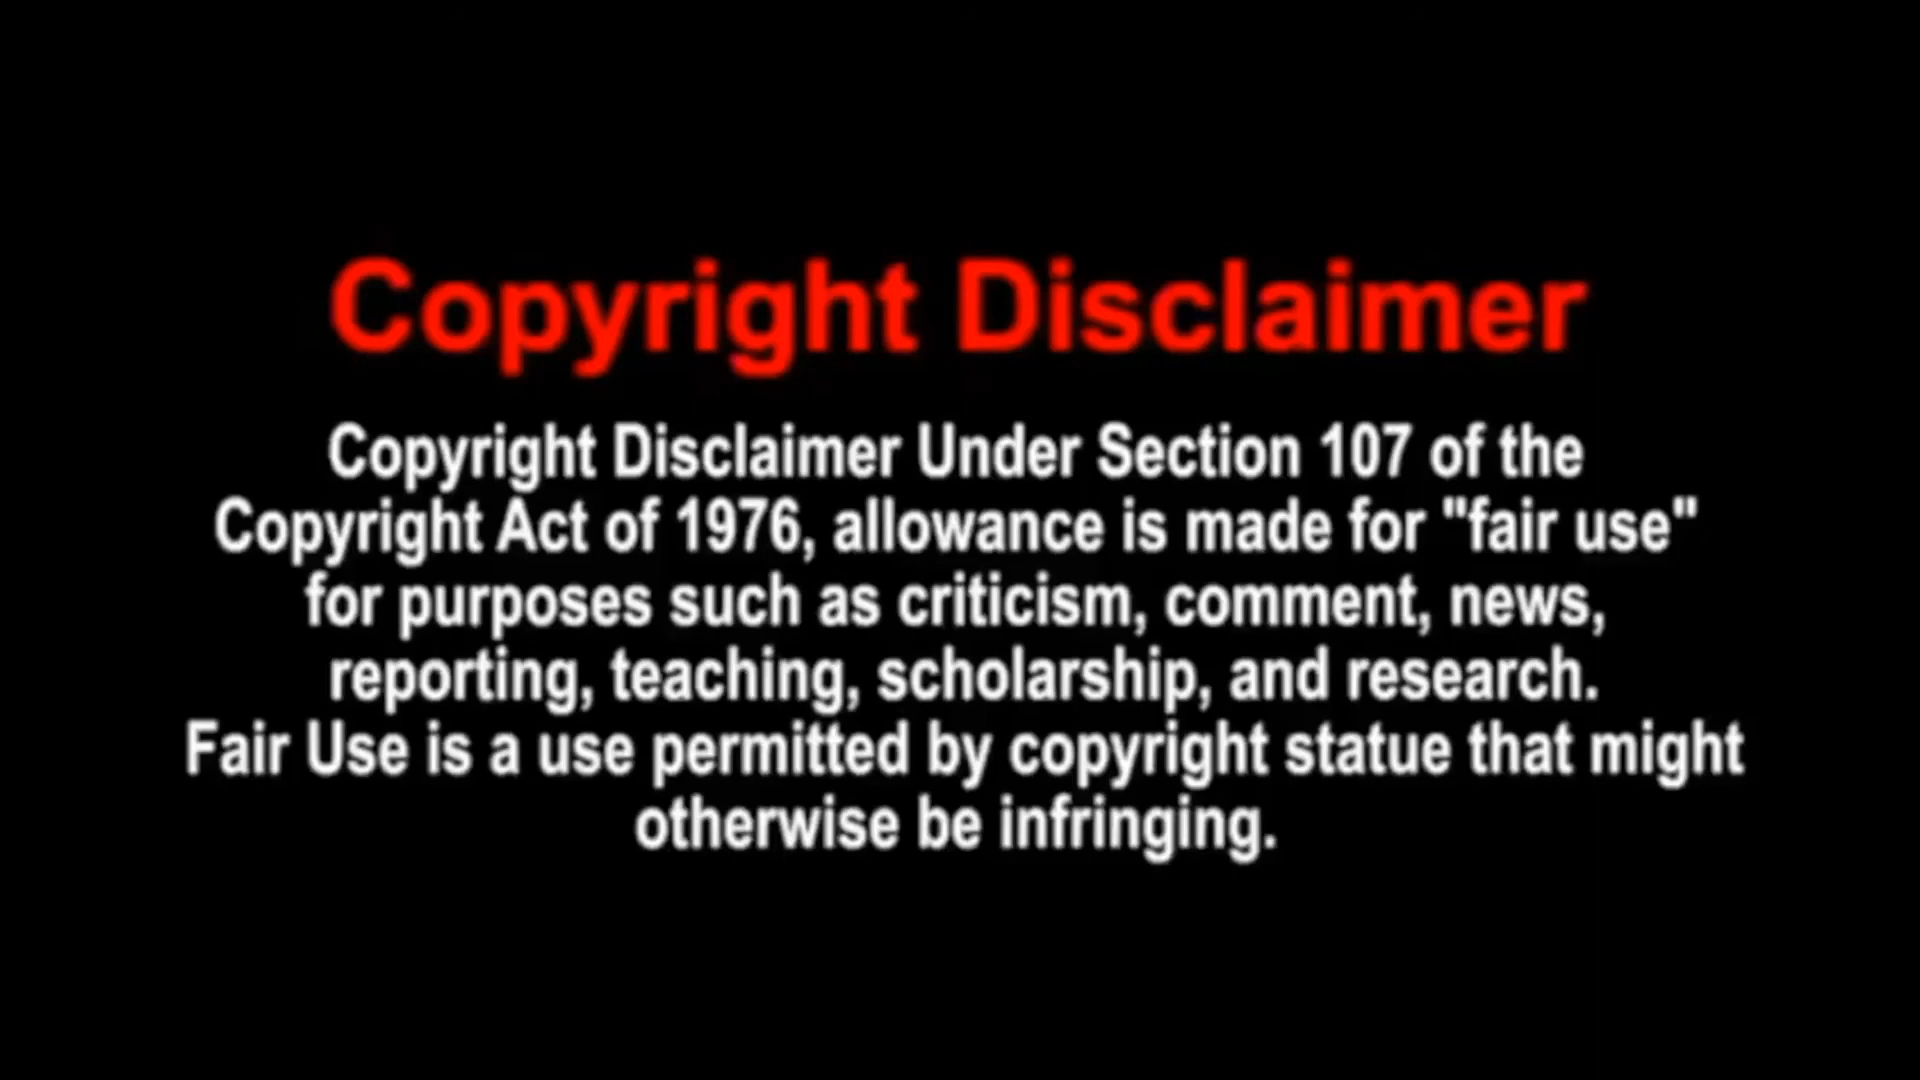 Copyright Disclaimer
Copyright Disclaimer Under Section 107 of the
Copyright Act of 1976, allowance is made for "fair use"
for purposes such as criticism, comment, news,
reporting, teaching, scholarship, and research.
Fair Use is a use permitted by copyright statue that might
otherwise be infringing.